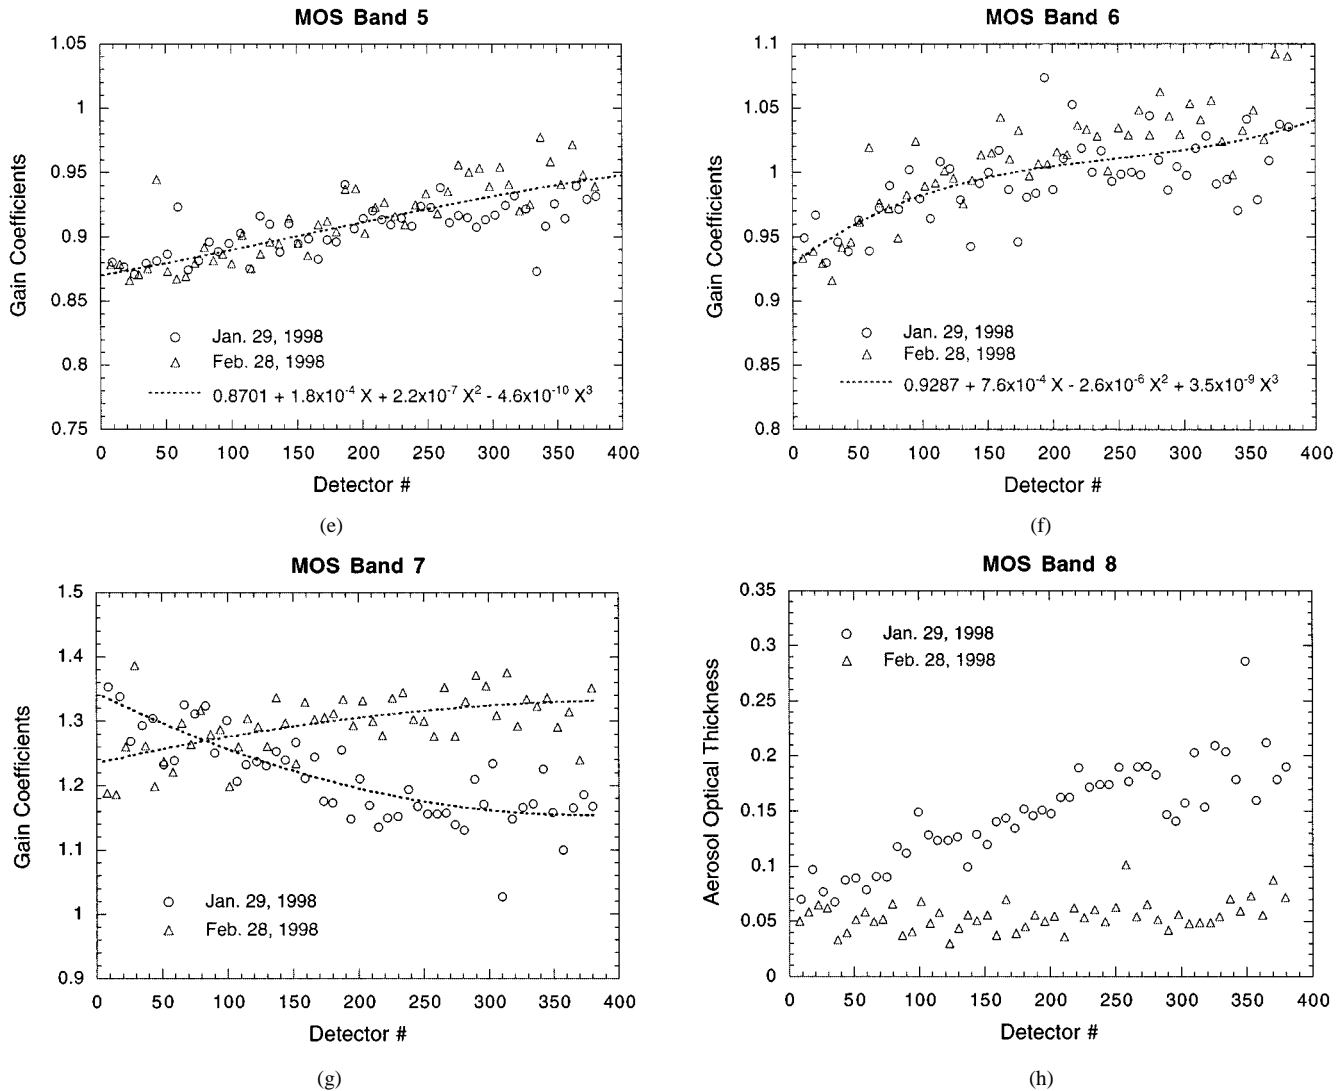 MOS Band 5
1.05
1
0.95
0.9
0.85
0.8
0.75
Gain Coefficients
Jan. 29, 1998
Feb. 28, 1998
0.8701 + 1.8x10⁻⁴ X + 2.2x10⁻⁷ X² - 4.6x10⁻¹⁰ X³
0 50 100 150 200 250 300 350 400
Detector #
(e)
MOS Band 6
1.1
1.05
1
0.95
0.9
0.85
0.8
Gain Coefficients
Jan. 29, 1998
Feb. 28, 1998
0.9287 + 7.6x10⁻⁴ X - 2.6x10⁻⁶ X² + 3.5x10⁻⁹ X³
0 50 100 150 200 250 300 350 400
Detector #
(f)
MOS Band 7
1.5
1.4
1.3
1.2
1.1
1
0.9
Gain Coefficients
Jan. 29, 1998
Feb. 28, 1998
0 50 100 150 200 250 300 350 400
Detector #
(g)
MOS Band 8
0.35
0.3
0.25
0.2
0.15
0.1
0.05
0
Aerosol Optical Thickness
Jan. 29, 1998
Feb. 28, 1998
0 50 100 150 200 250 300 350 400
Detector #
(h)